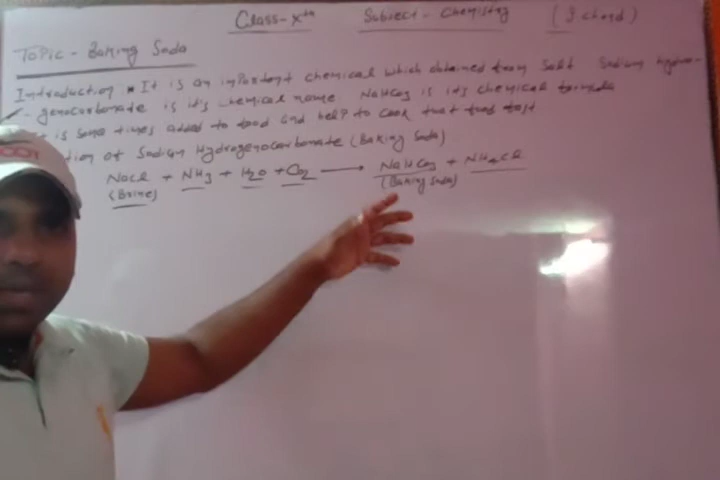 Class-Xth Subject - Chemistry
Topic - Baking Soda
Introduction It is an important chemical which obtained from salt Sodium Hydro-
-genocarbonate is it's chemical name NaHCO3 is it's chemical formula
is some times added to food and help to cook that food fast
of Sodium Hydrogenocarbonate (Baking Soda)
NaCl + NH3 + H2O + CO2 → NaHCO3 + NH4Cl
(Brine) (Baking Soda)